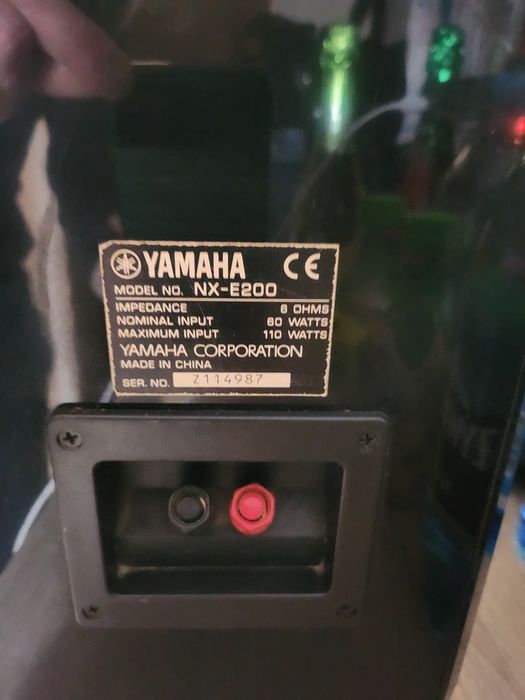 YAMAHA CE
MODEL NO. NX-E200
IMPEDANCE 6 OHMS
NOMINAL INPUT 60 WATTS
MAXIMUM INPUT 110 WATTS
YAMAHA CORPORATION
MADE IN CHINA
SER. NO. Z114987